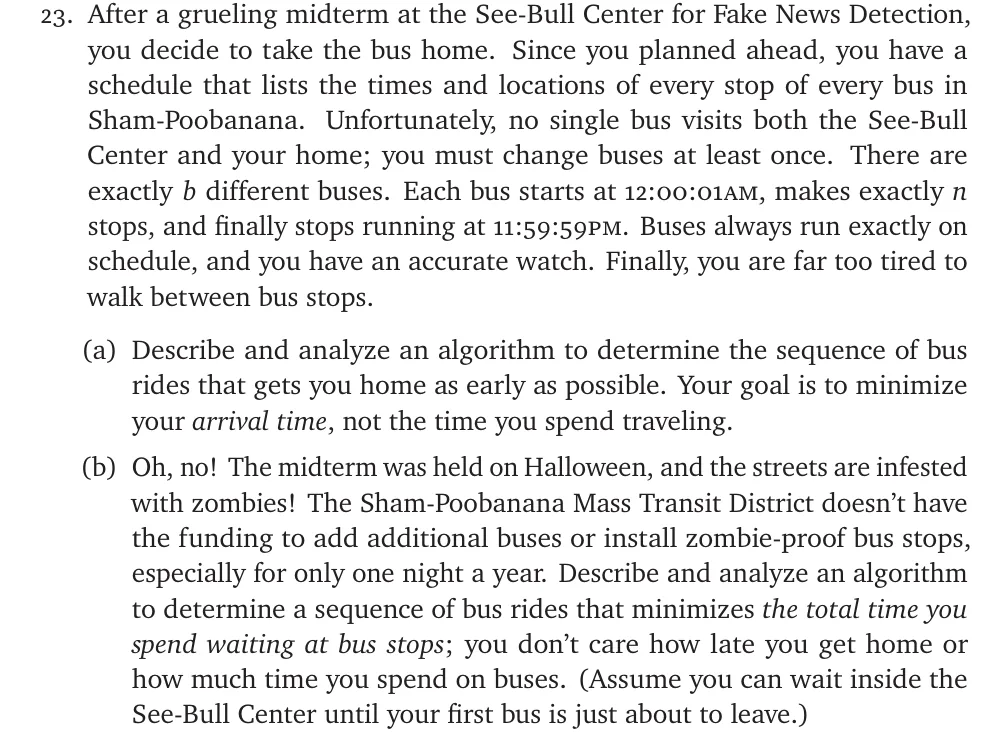 23. After a grueling midterm at the See-Bull Center for Fake News Detection,
you decide to take the bus home. Since you planned ahead, you have a
schedule that lists the times and locations of every stop of every bus in
Sham-Poobanana. Unfortunately, no single bus visits both the See-Bull
Center and your home; you must change buses at least once. There are
exactly b different buses. Each bus starts at 12:00:01AM, makes exactly n
stops, and finally stops running at 11:59:59PM. Buses always run exactly on
schedule, and you have an accurate watch. Finally, you are far too tired to
walk between bus stops.
(a) Describe and analyze an algorithm to determine the sequence of bus
rides that gets you home as early as possible. Your goal is to minimize
your arrival time, not the time you spend traveling.
(b) Oh, no! The midterm was held on Halloween, and the streets are infested
with zombies! The Sham-Poobanana Mass Transit District doesn't have
the funding to add additional buses or install zombie-proof bus stops,
especially for only one night a year. Describe and analyze an algorithm
to determine a sequence of bus rides that minimizes the total time you
spend waiting at bus stops; you don't care how late you get home or
how much time you spend on buses. (Assume you can wait inside the
See-Bull Center until your first bus is just about to leave.)